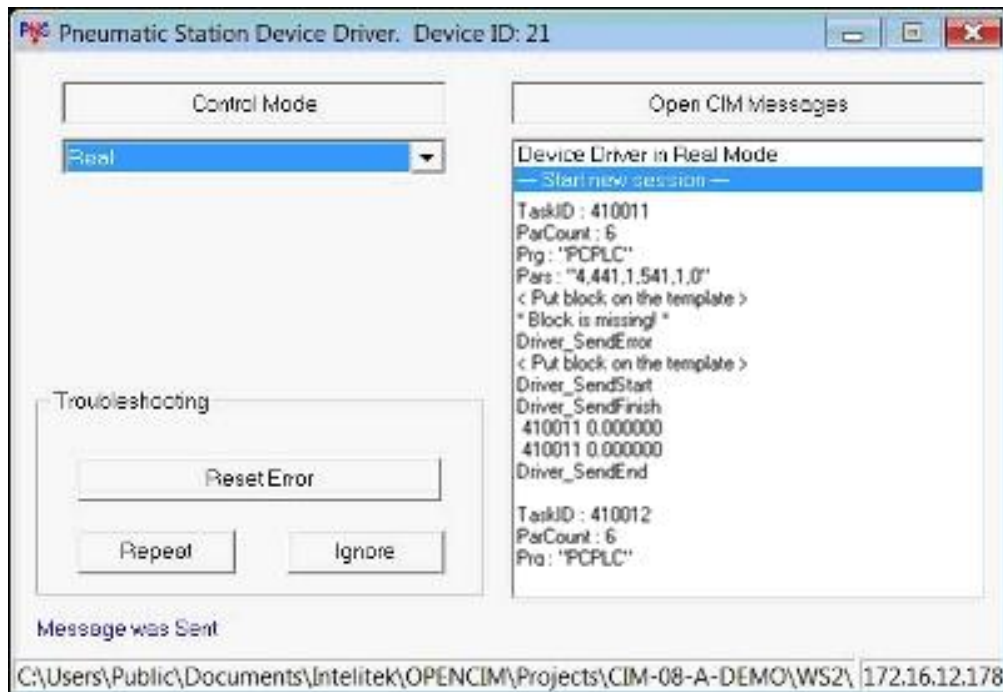 PNC Pneumatic Station Device Driver. Device ID: 21
Control Mode
Real
Open CIM Messages
Device Driver in Real Mode
--- Start new session ---
TaskID : 410011
ParCount : 6
Prg : "PCPLC"
Pars : "4,441,1,541,1,0"
< Put block on the template >
* Block is missing! *
Driver_SendError
< Put block on the template >
Driver_SendStart
Driver_SendFinish
410011 0.000000
410011 0.000000
Driver_SendEnd
TaskID : 410012
ParCount : 6
Prg : "PCPLC"
Troubleshooting
Reset Error
Repeat
Ignore
Message was Sent
C:\Users\Public\Documents\Intelitek\OPENCIM\Projects\CIM-08-A-DEMO\WS2\
172.16.12.178